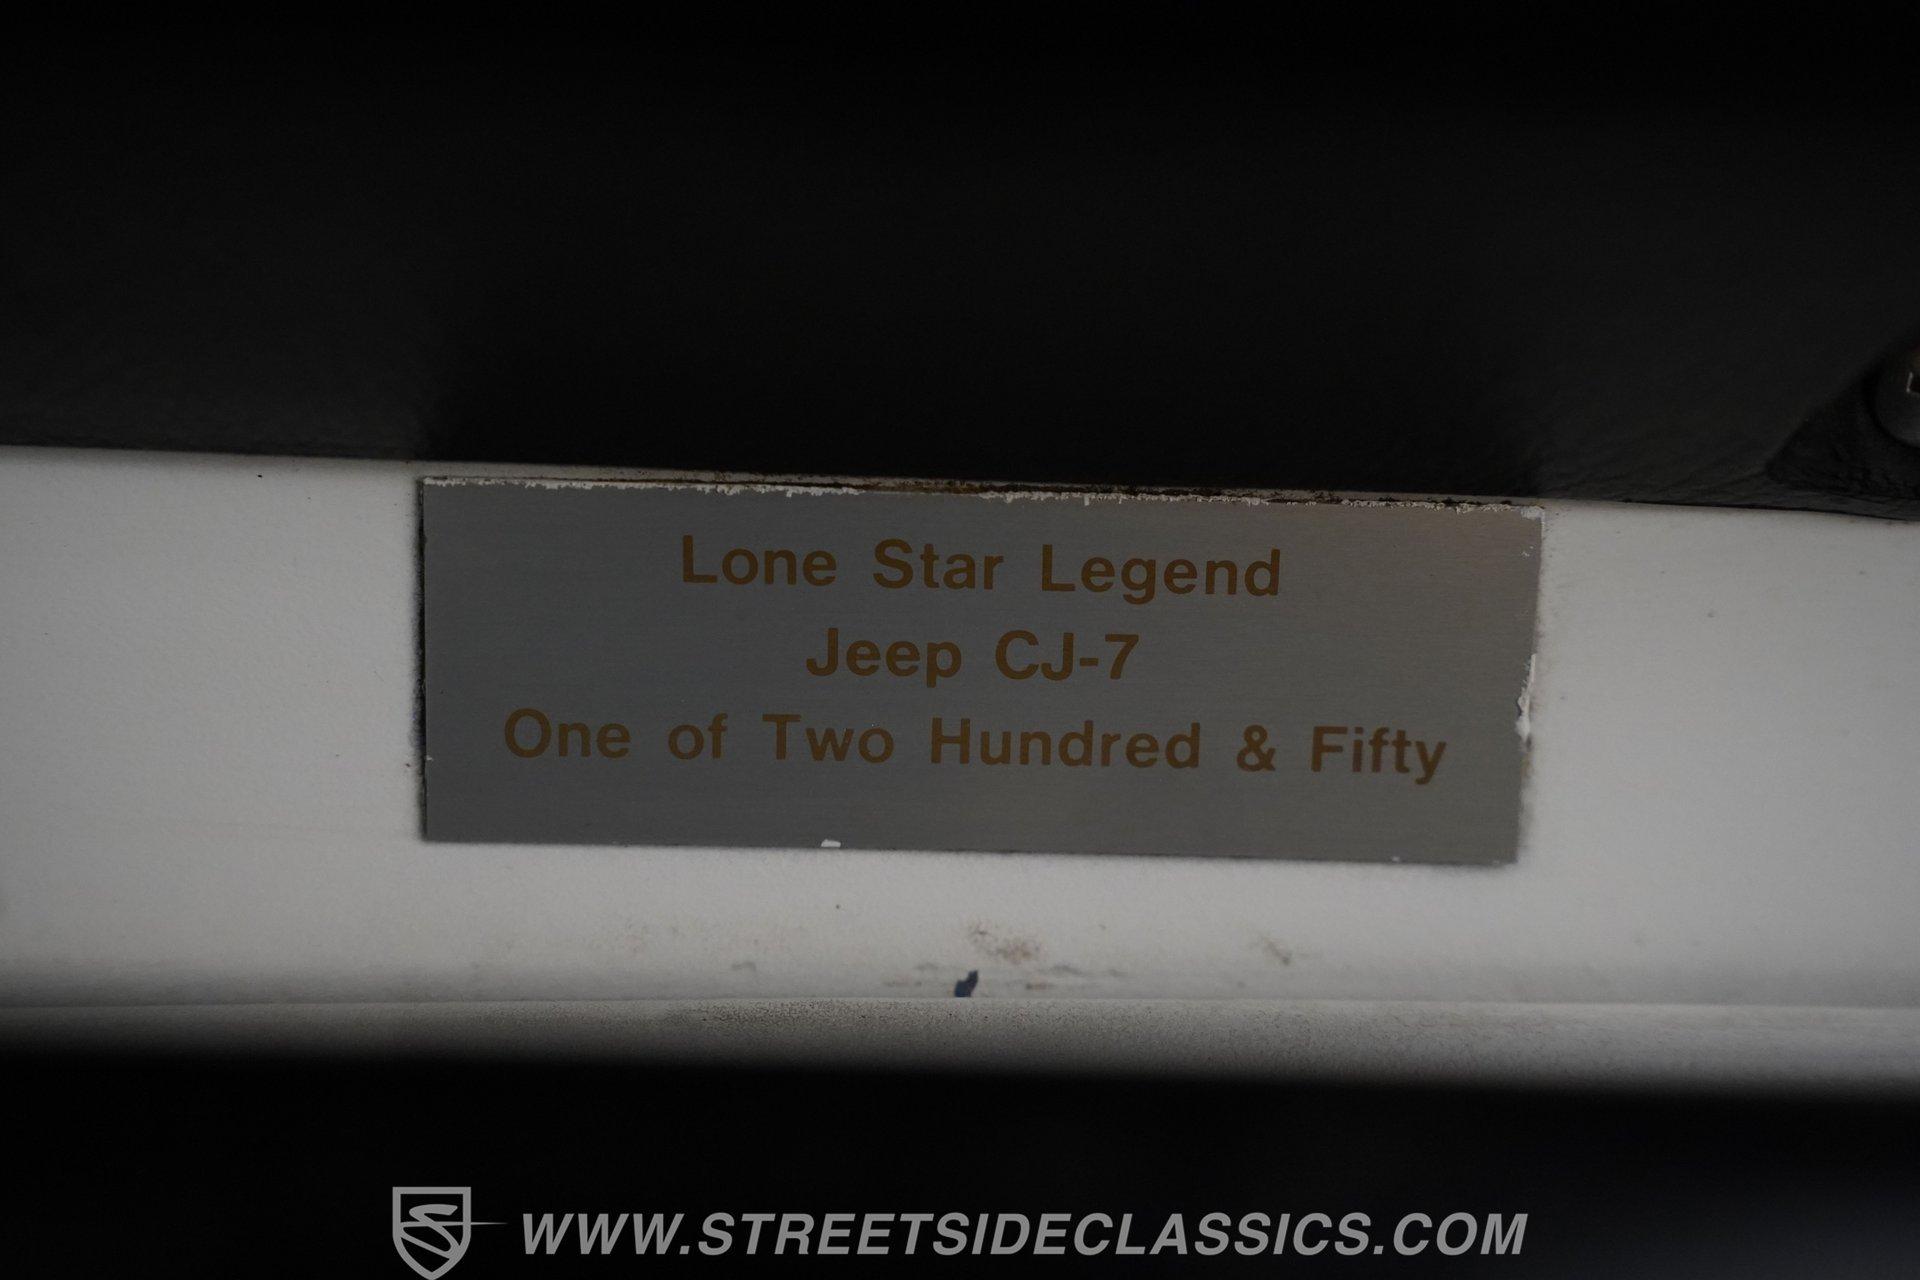 Lone Star Legend
Jeep CJ-7
One of Two Hundred & Fifty
WWW.STREETSIDECLASSICS.COM